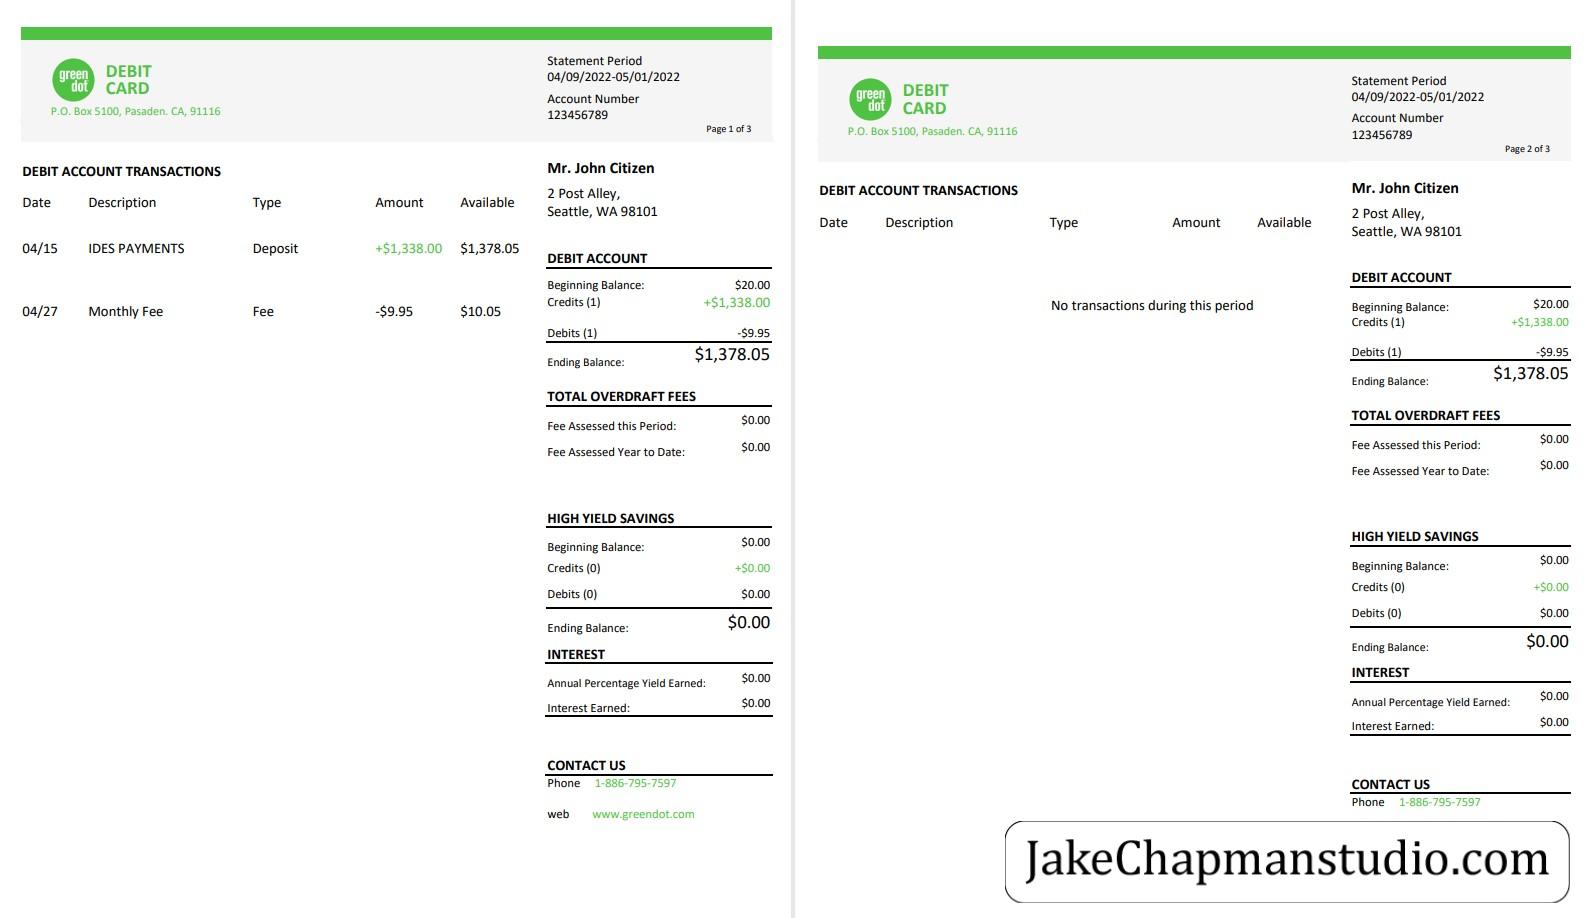 green
dot
DEBIT
CARD
P.O. Box 5100, Pasaden. CA, 91116
Statement Period
04/09/2022-05/01/2022
Account Number
123456789
Page 1 of 3
DEBIT ACCOUNT TRANSACTIONS
Date Description Type Amount Available
04/15 IDES PAYMENTS Deposit +$1,338.00 $1,378.05
04/27 Monthly Fee Fee -$9.95 $10.05
Mr. John Citizen
2 Post Alley,
Seattle, WA 98101
DEBIT ACCOUNT
Beginning Balance: $20.00
Credits (1) +$1,338.00
Debits (1) -$9.95
Ending Balance: $1,378.05
TOTAL OVERDRAFT FEES
Fee Assessed this Period: $0.00
Fee Assessed Year to Date: $0.00
HIGH YIELD SAVINGS
Beginning Balance: $0.00
Credits (0) +$0.00
Debits (0) $0.00
Ending Balance: $0.00
INTEREST
Annual Percentage Yield Earned: $0.00
Interest Earned: $0.00
CONTACT US
Phone 1-886-795-7597
web www.greendot.com
green
dot
DEBIT
CARD
P.O. Box 5100, Pasaden. CA, 91116
Statement Period
04/09/2022-05/01/2022
Account Number
123456789
Page 2 of 3
DEBIT ACCOUNT TRANSACTIONS
Date Description Type Amount Available
No transactions during this period
Mr. John Citizen
2 Post Alley,
Seattle, WA 98101
DEBIT ACCOUNT
Beginning Balance: $20.00
Credits (1) +$1,338.00
Debits (1) -$9.95
Ending Balance: $1,378.05
TOTAL OVERDRAFT FEES
Fee Assessed this Period: $0.00
Fee Assessed Year to Date: $0.00
HIGH YIELD SAVINGS
Beginning Balance: $0.00
Credits (0) +$0.00
Debits (0) $0.00
Ending Balance: $0.00
INTEREST
Annual Percentage Yield Earned: $0.00
Interest Earned: $0.00
CONTACT US
Phone 1-886-795-7597
JakeChapmanstudio.com